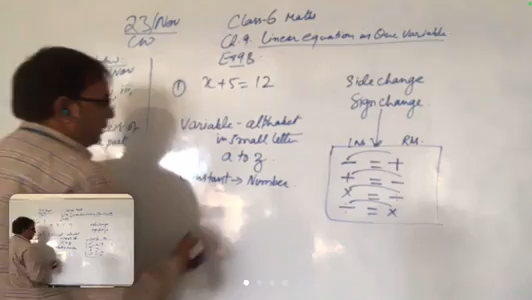 23/Nov
CW
Class-6 Maths
Ch.9 Linear equation in One Variable
Ex 9B
① x+5=12
Variable - alphabet
in small letter
a to z
Constant → Number
Side change
Sign change
LHS RHS
- = +
+ = -
× = ÷
÷ = ×